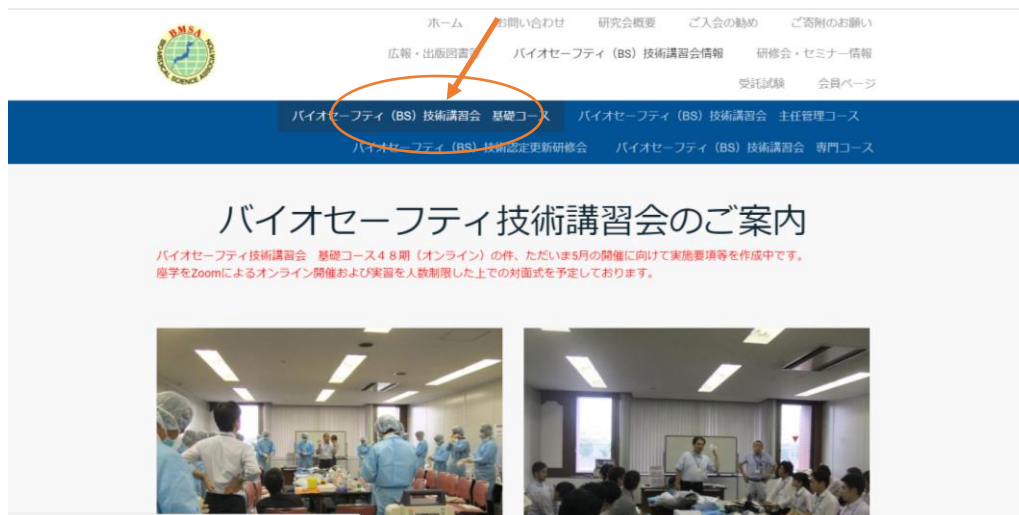 BMSA
BIO-MEDICAL SCIENCE ASSOCIATION
ホーム お問い合わせ 研究会概要 ご入会の勧め ご寄附のお願い
広報・出版図書 バイオセーフティ（BS）技術講習会情報 研修会・セミナー情報
受託試験 会員ページ
バイオセーフティ（BS）技術講習会 基礎コース バイオセーフティ（BS）技術講習会 主任管理コース
バイオセーフティ（BS）技術認定更新研修会 バイオセーフティ（BS）技術講習会 専門コース
バイオセーフティ技術講習会のご案内
バイオセーフティ技術講習会 基礎コース４８期（オンライン）の件、ただいま5月の開催に向けて実施要項等を作成中です。
座学をZoomによるオンライン開催および実習を人数制限した上での対面式を予定しております。